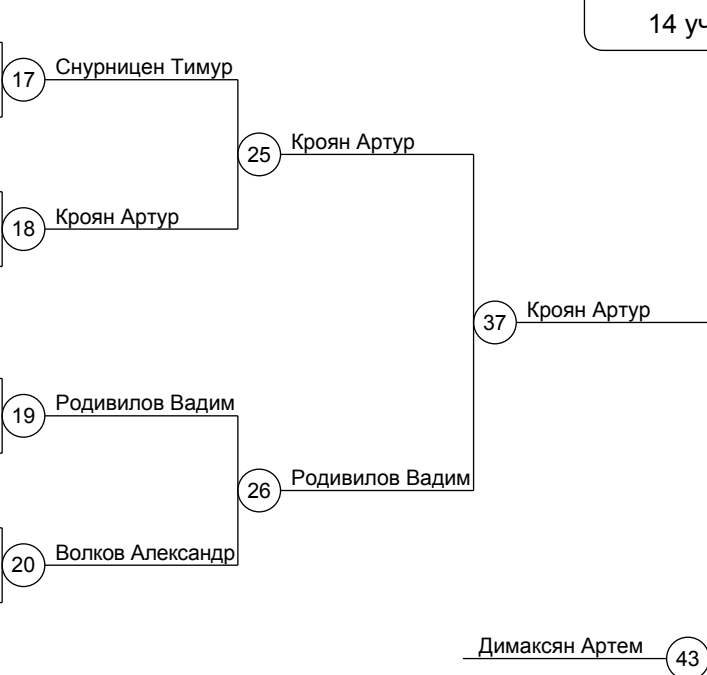 14 уч
17 Снурницен Тимур
25 Кроян Артур
18 Кроян Артур
37 Кроян Артур
19 Родивилов Вадим
26 Родивилов Вадим
20 Волков Александр
Димаксян Артем 43